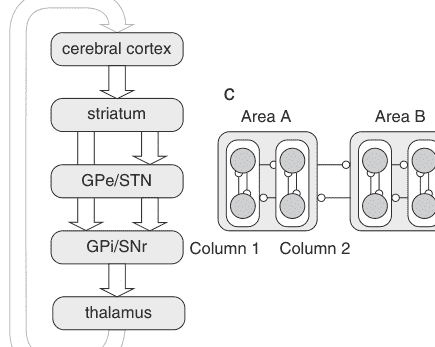 cerebral cortex
striatum
GPe/STN
GPi/SNr
thalamus
C
Area A
Area B
Column 1
Column 2